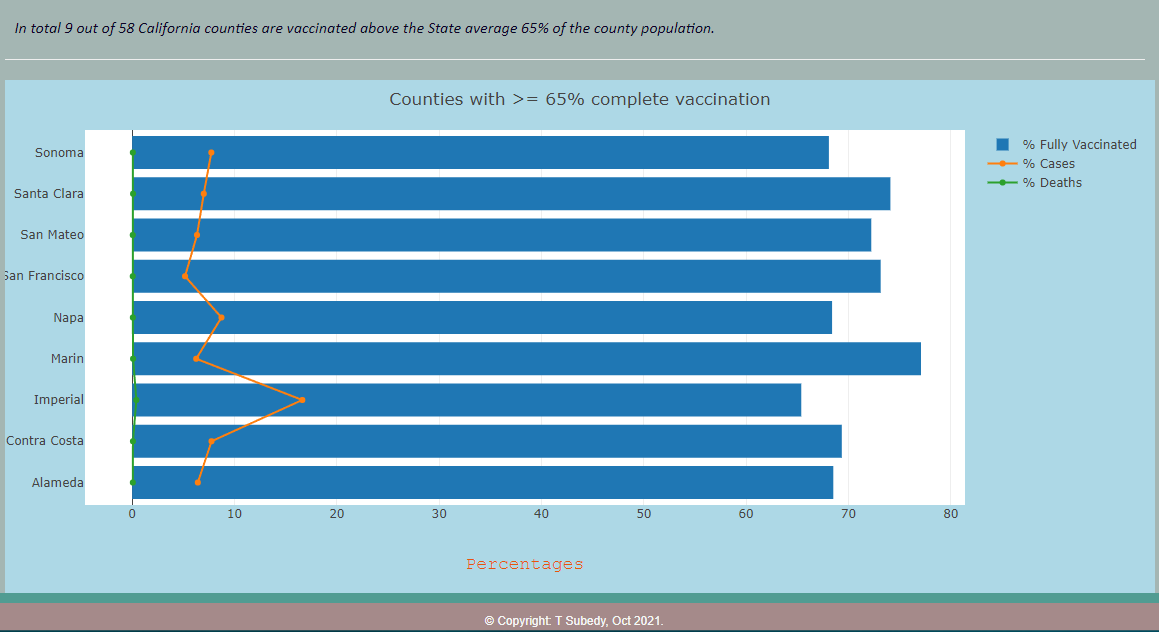 In total 9 out of 58 California counties are vaccinated above the State average 65% of the county population.
Counties with >= 65% complete vaccination
% Fully Vaccinated
% Cases
% Deaths
Sonoma
Santa Clara
San Mateo
San Francisco
Napa
Marin
Imperial
Contra Costa
Alameda
0 10 20 30 40 50 60 70 80
Percentages
© Copyright: T Subedy, Oct 2021.